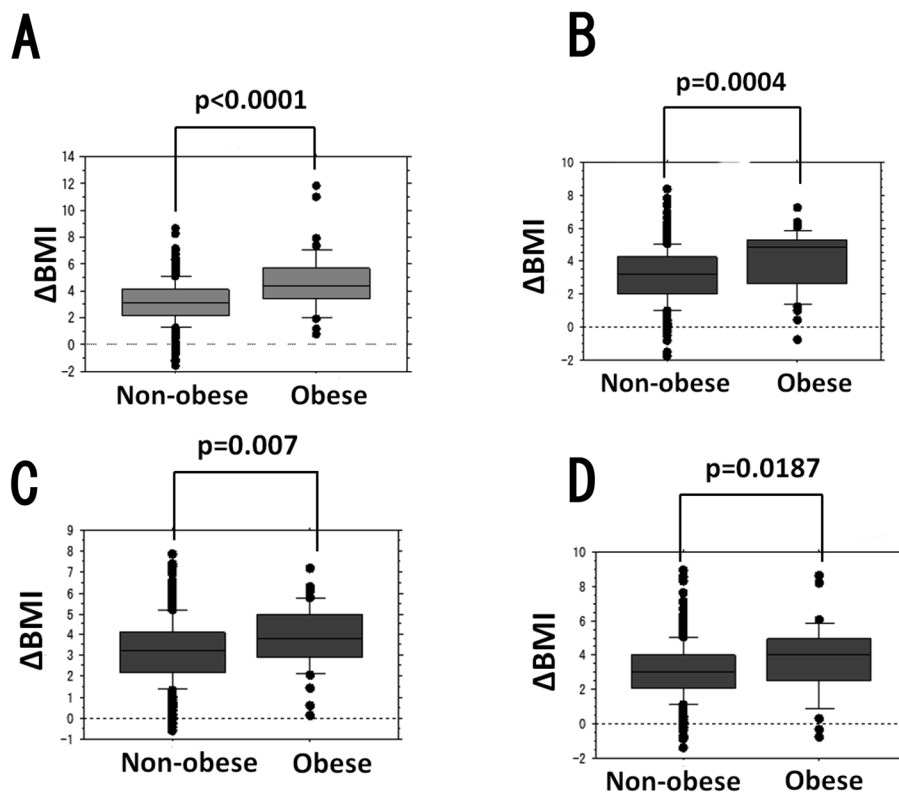 A
p<0.0001
ΔBMI
14
12
10
8
6
4
2
0
-2
Non-obese Obese
B
p=0.0004
ΔBMI
10
8
6
4
2
0
-2
Non-obese Obese
C
p=0.007
ΔBMI
9
8
7
6
5
4
3
2
1
0
-1
Non-obese Obese
D
p=0.0187
ΔBMI
10
8
6
4
2
0
-2
Non-obese Obese